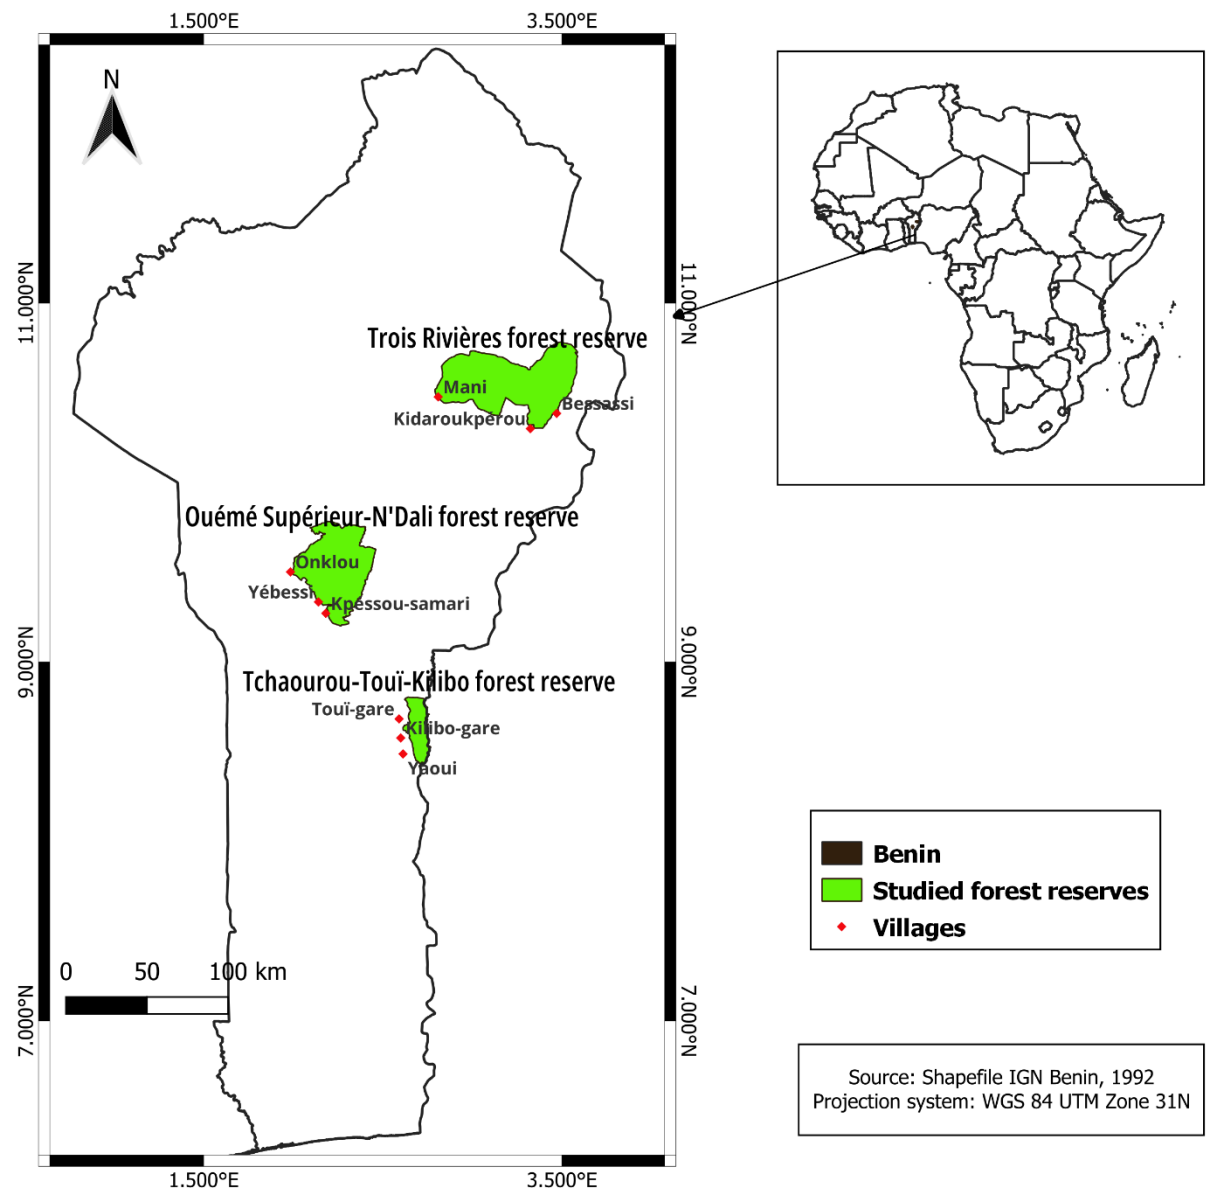 1.500°E 3.500°E
N
11.000°N 11.000°N
Trois Rivières forest reserve
Mani
Bessassi
Kidaroukperou
Ouémé Supérieur-N'Dali forest reserve
Onklou
Yébessi
Kpessou-samari
9.000°N 9.000°N
Tchaourou-Touï-Kilibo forest reserve
Touï-gare
Kilibo-gare
Yaoui
Benin
Studied forest reserves
Villages
0 50 100 km
7.000°N 7.000°N
Source: Shapefile IGN Benin, 1992
Projection system: WGS 84 UTM Zone 31N
1.500°E 3.500°E